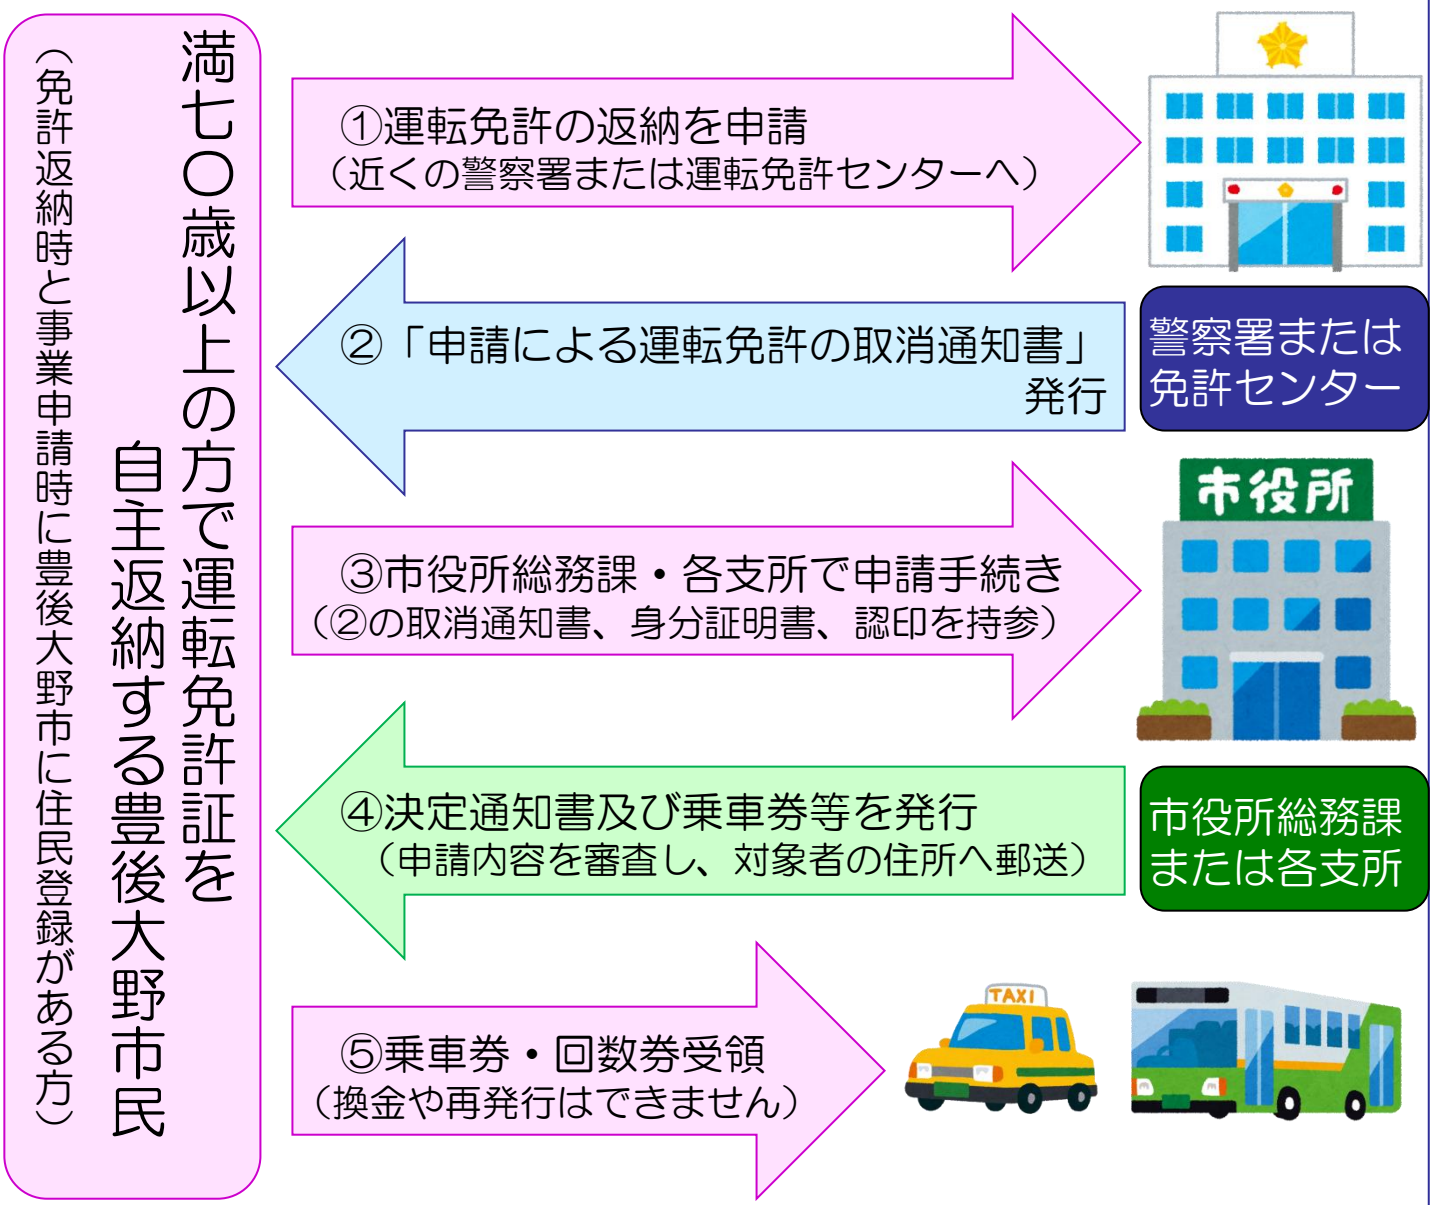 満七〇歳以上の方で運転免許証を
自主返納する豊後大野市民
（免許返納時と事業申請時に豊後大野市に住民登録がある方）
①運転免許の返納を申請
（近くの警察署または運転免許センターへ）
②「申請による運転免許の取消通知書」
発行
警察署または
免許センター
③市役所総務課・各支所で申請手続き
（②の取消通知書、身分証明書、認印を持参）
市役所
④決定通知書及び乗車券等を発行
（申請内容を審査し、対象者の住所へ郵送）
市役所総務課
または各支所
⑤乗車券・回数券受領
（換金や再発行はできません）
TAXI